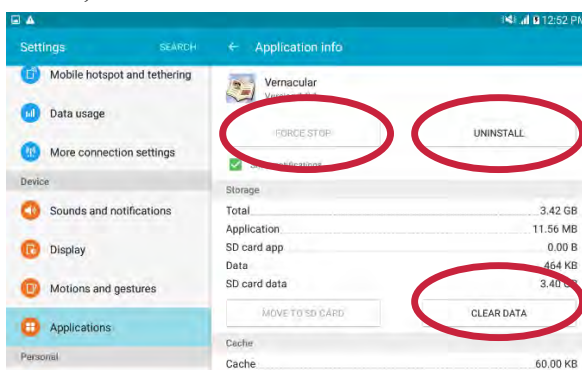 12:52 PM
Settings
SEARCH
Application info
Mobile hotspot and tethering
Data usage
More connection settings
Device
Sounds and notifications
Display
Motions and gestures
Applications
Personal
Vernacular
FORCE STOP
UNINSTALL
Storage
Total 3.42 GB
Application 11.56 MB
SD card app 0.00 B
Data 464 KB
SD card data 3.40 GB
MOVE TO SD CARD
CLEAR DATA
Cache
Cache 60.00 KB